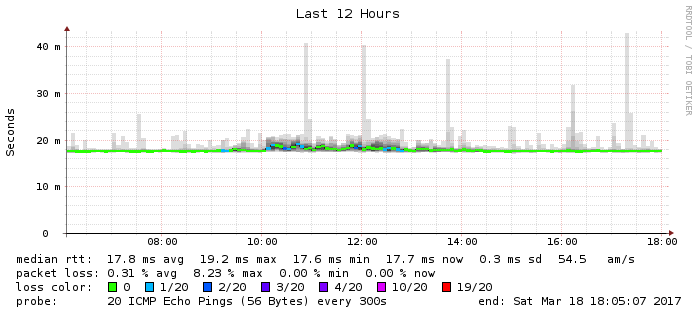 Last 12 Hours
RRDTOOL / TOBI OETIKER
Seconds
40 m
30 m
20 m
10 m
0
08:00 10:00 12:00 14:00 16:00 18:00
median rtt: 17.8 ms avg 19.2 ms max 17.6 ms min 17.7 ms now 0.3 ms sd 54.5 am/s
packet loss: 0.31 % avg 8.23 % max 0.00 % min 0.00 % now
loss color: 0 1/20 2/20 3/20 4/20 10/20 19/20
probe: 20 ICMP Echo Pings (56 Bytes) every 300s end: Sat Mar 18 18:05:07 2017